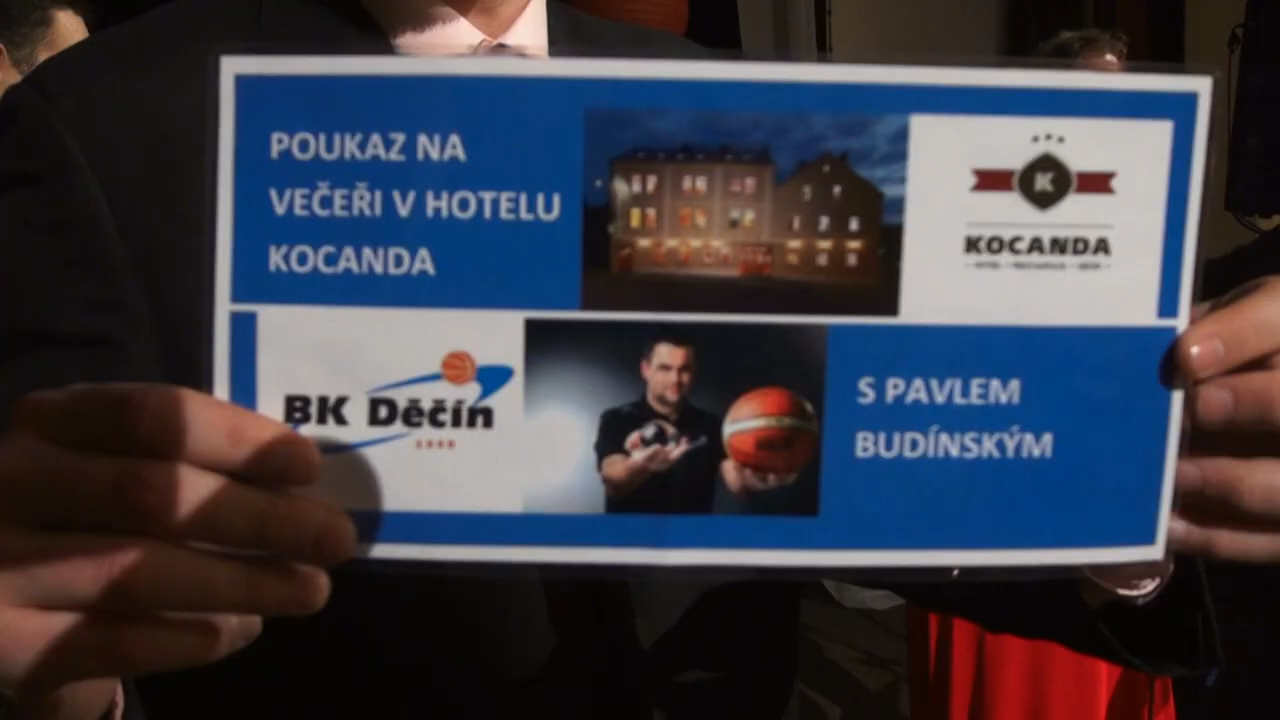 POUKAZ NA
VEČEŘI V HOTELU
KOCANDA
K
KOCANDA
BK Děčín
S PAVLEM
BUDÍNSKÝM